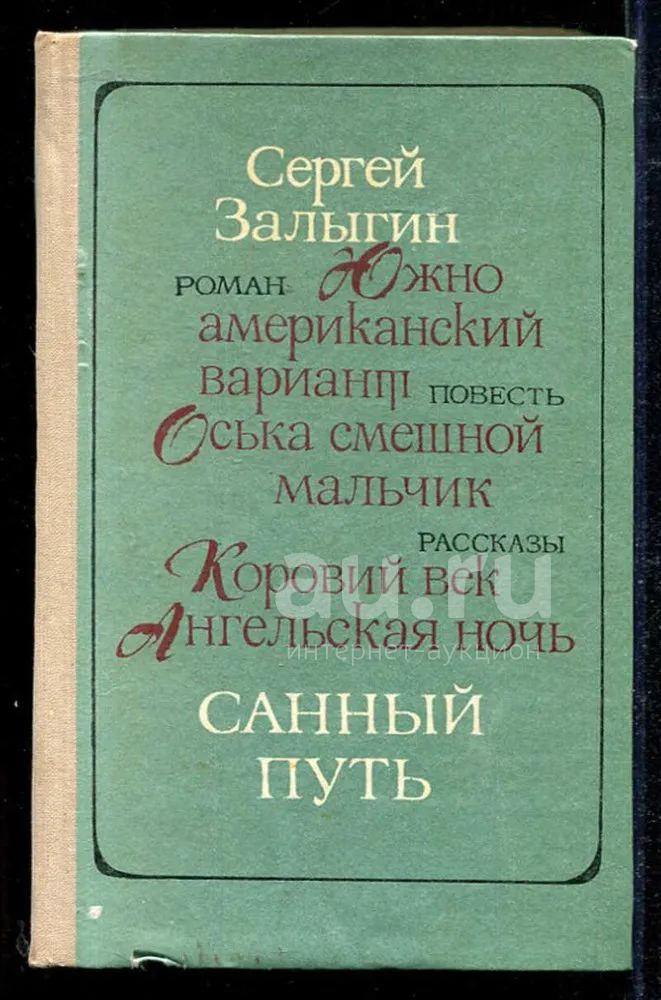 Сергей
Залыгин
РОМАН Южно
американский
вариант ПОВЕСТЬ
Оська смешной
мальчик
РАССКАЗЫ
Коровий век
Ангельская ночь
САННЫЙ
ПУТЬ
au.ru
интернет-аукцион